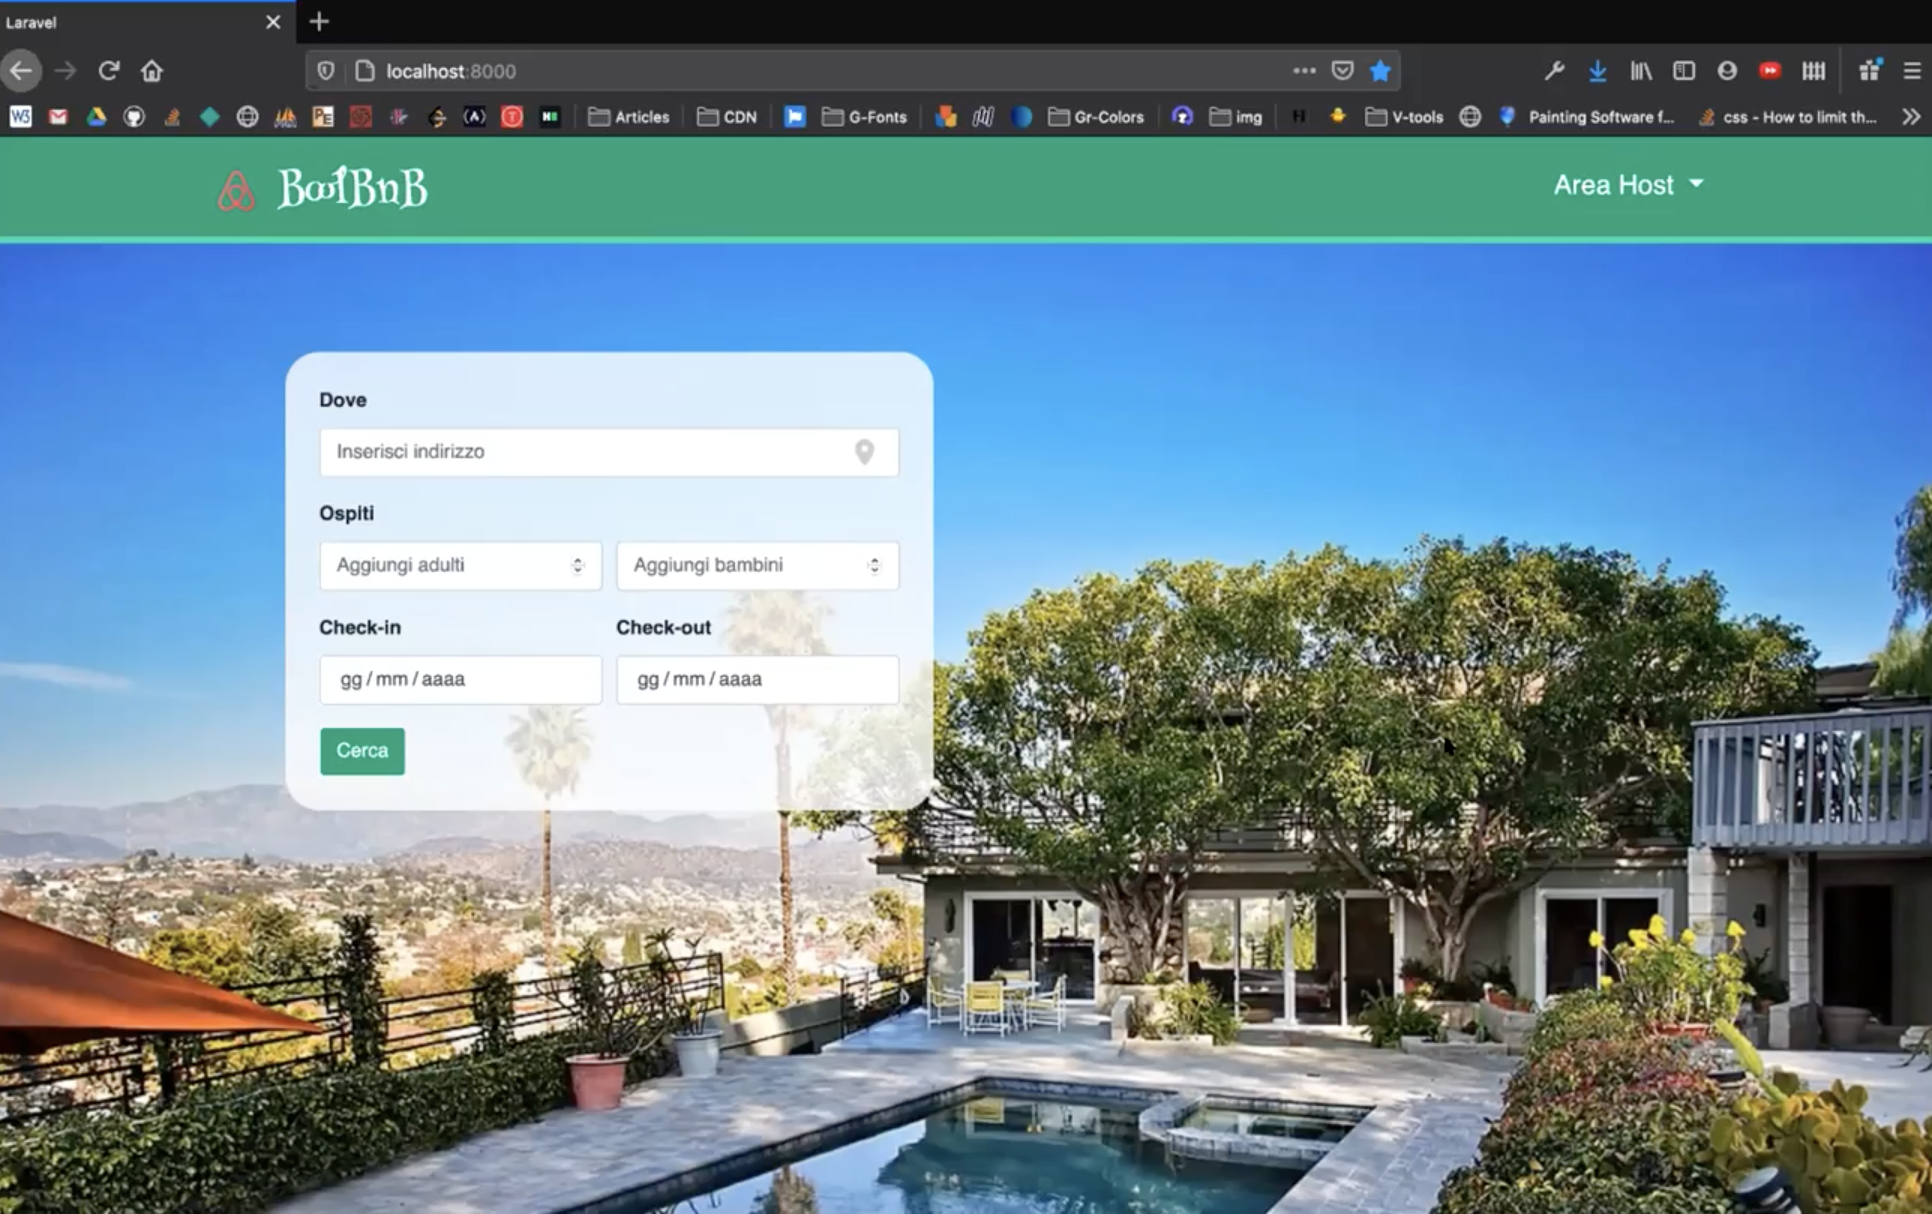 Laravel
localhost:8000
Articles
CDN
G-Fonts
Gr-Colors
img
V-tools
Painting Software f...
css - How to limit th...
BoolBnB
Area Host
Dove
Inserisci indirizzo
Ospiti
Aggiungi adulti
Aggiungi bambini
Check-in
Check-out
gg/mm/aaaa
gg/mm/aaaa
Cerca